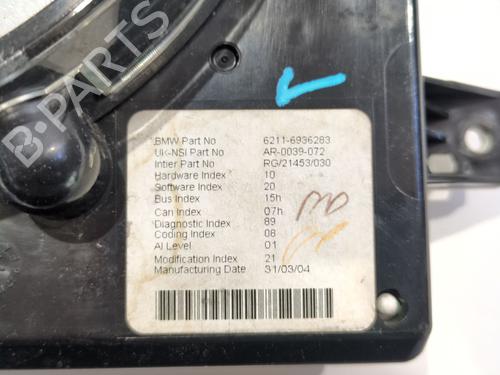 B-PARTS
BMW Part No 6211-6936283
UK-NSI Part No AR-0039-072
Intier Part No RG/21453/030
Hardware Index 10
Software Index 20
Bus Index 15h
Can Index 07h
Diagnostic Index 89
Coding Index 08
AI Level 01
Modification Index 21
Manufacturing Date 31/03/04